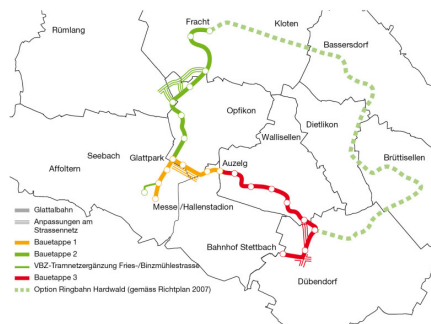 Fracht
Kloten
Rümlang
Bassersdorf
Opfikon
Dietlikon
Wallisellen
Seebach
Glattpark
Brüttisellen
Auzelg
Affoltern
Messe-/Hallenstadion
Glattalbahn
Anpassungen am
Strassennetz
Bauetappe 1
Bahnhof Stettbach
Bauetappe 2
VBZ-Tramnetzergänzung Fries-/Binzmühlestrasse
Bauetappe 3
Dübendorf
Option Ringbahn Hardwald (gemäss Richtplan 2007)